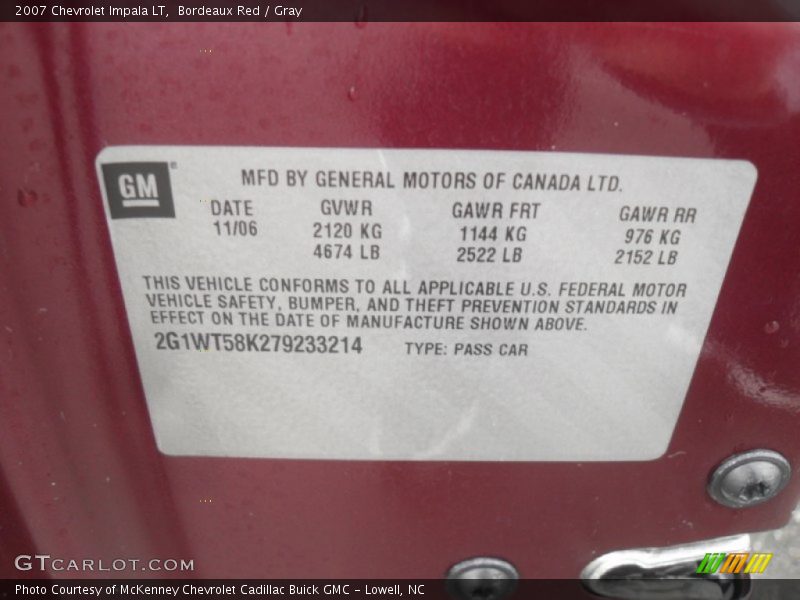 2007 Chevrolet Impala LT, Bordeaux Red / Gray
GM
MFD BY GENERAL MOTORS OF CANADA LTD.
DATE GVWR GAWR FRT GAWR RR
11/06 2120 KG 1144 KG 976 KG
4674 LB 2522 LB 2152 LB
THIS VEHICLE CONFORMS TO ALL APPLICABLE U.S. FEDERAL MOTOR
VEHICLE SAFETY, BUMPER, AND THEFT PREVENTION STANDARDS IN
EFFECT ON THE DATE OF MANUFACTURE SHOWN ABOVE.
2G1WT58K279233214 TYPE: PASS CAR
GTCARLOT.COM
Photo Courtesy of McKenney Chevrolet Cadillac Buick GMC - Lowell, NC